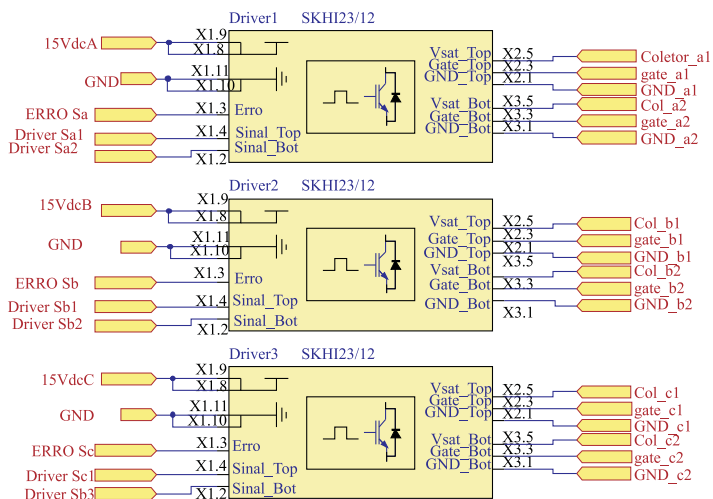 Driver1 SKHI23/12
15VdcA X1.9
X1.8
GND X1.11
X1.10
ERRO Sa X1.3 Erro
Driver Sa1 X1.4 Sinal_Top
Driver Sa2 X1.2 Sinal_Bot
Vsat_Top X2.5 Coletor_a1
Gate_Top X2.3 gate_a1
GND_Top X2.1 GND_a1
Vsat_Bot X3.5 Col_a2
Gate_Bot X3.3 gate_a2
GND_Bot X3.1 GND_a2
Driver2 SKHI23/12
15VdcB X1.9
X1.8
GND X1.11
X1.10
ERRO Sb X1.3 Erro
Driver Sb1 X1.4 Sinal_Top
Driver Sb2 X1.2 Sinal_Bot
Vsat_Top X2.5 Col_b1
Gate_Top X2.3 gate_b1
GND_Top X2.1 GND_b1
Vsat_Bot X3.5 Col_b2
Gate_Bot X3.3 gate_b2
GND_Bot X3.1 GND_b2
Driver3 SKHI23/12
15VdcC X1.9
X1.8
GND X1.11
X1.10
ERRO Sc X1.3 Erro
Driver Sc1 X1.4 Sinal_Top
Driver Sb3 X1.2 Sinal_Bot
Vsat_Top X2.5 Col_c1
Gate_Top X2.3 gate_c1
GND_Top X2.1 GND_c1
Vsat_Bot X3.5 Col_c2
Gate_Bot X3.3 gate_c2
GND_Bot X3.1 GND_c2